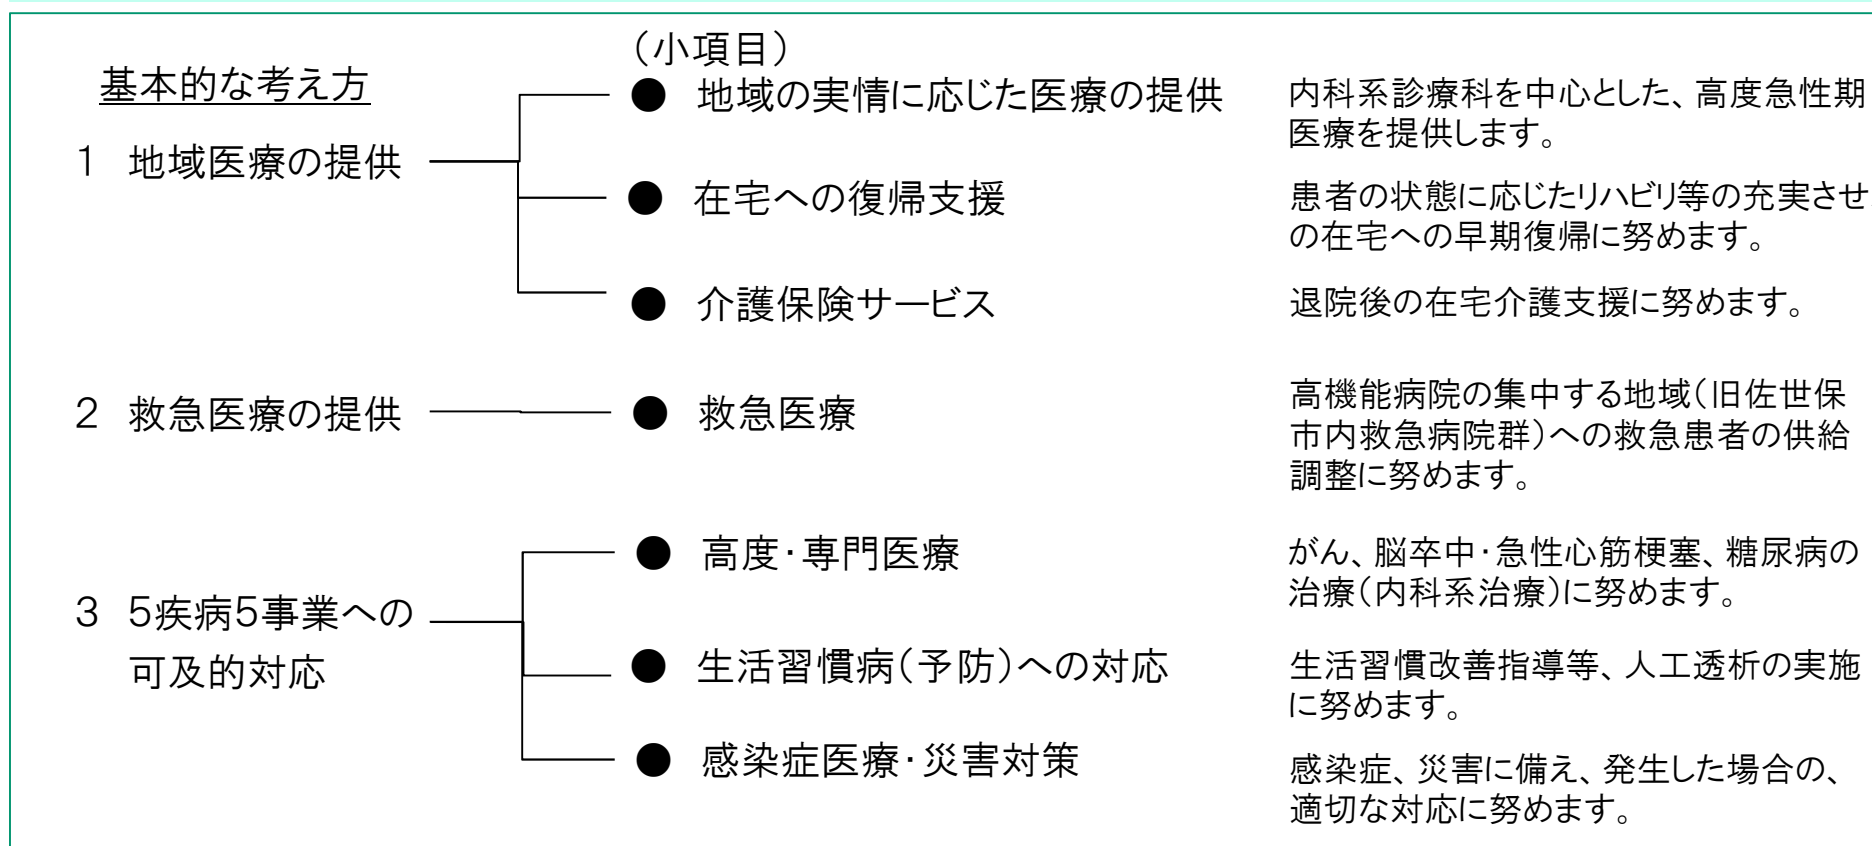 (小項目)
基本的な考え方
1 地域医療の提供
● 地域の実情に応じた医療の提供
内科系診療科を中心とした、高度急性期
医療を提供します。
● 在宅への復帰支援
患者の状態に応じたリハビリ等の充実させ
の在宅への早期復帰に努めます。
● 介護保険サービス
退院後の在宅介護支援に努めます。
2 救急医療の提供
● 救急医療
高機能病院の集中する地域(旧佐世保
市内救急病院群)への救急患者の供給
調整に努めます。
3 5疾病5事業への
可及的対応
● 高度・専門医療
がん、脳卒中・急性心筋梗塞、糖尿病の
治療(内科系治療)に努めます。
● 生活習慣病(予防)への対応
生活習慣改善指導等、人工透析の実施
に努めます。
● 感染症医療・災害対策
感染症、災害に備え、発生した場合の、
適切な対応に努めます。